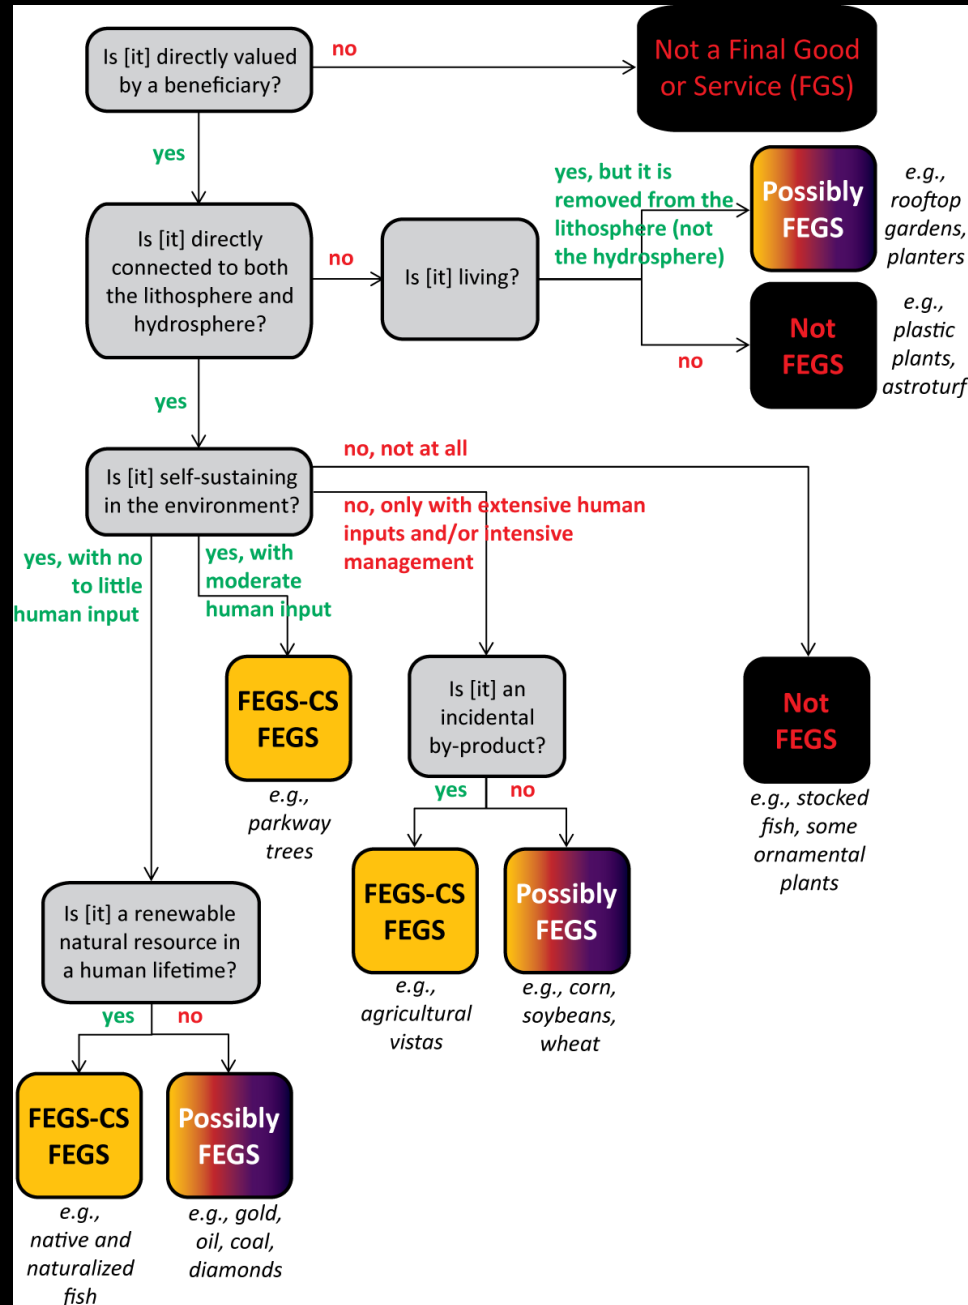 Is [it] directly valued
by a beneficiary?
no
Not a Final Good
or Service (FGS)
yes
Is [it] directly
connected to both
the lithosphere and
hydrosphere?
no
Is [it] living?
yes, but it is
removed from the
lithosphere (not
the hydrosphere)
Possibly
FEGS
e.g.,
rooftop
gardens,
planters
no
Not
FEGS
e.g.,
plastic
plants,
astroturf
yes
Is [it] self-sustaining
in the environment?
no, not at all
no, only with extensive human
inputs and/or intensive
management
yes, with no
to little
human input
yes, with
moderate
human input
FEGS-CS
FEGS
e.g.,
parkway
trees
Is [it] an
incidental
by-product?
Not
FEGS
e.g., stocked
fish, some
ornamental
plants
yes
no
FEGS-CS
FEGS
e.g.,
agricultural
vistas
Possibly
FEGS
e.g., corn,
soybeans,
wheat
Is [it] a renewable
natural resource in
a human lifetime?
yes
no
FEGS-CS
FEGS
e.g.,
native and
naturalized
fish
Possibly
FEGS
e.g., gold,
oil, coal,
diamonds